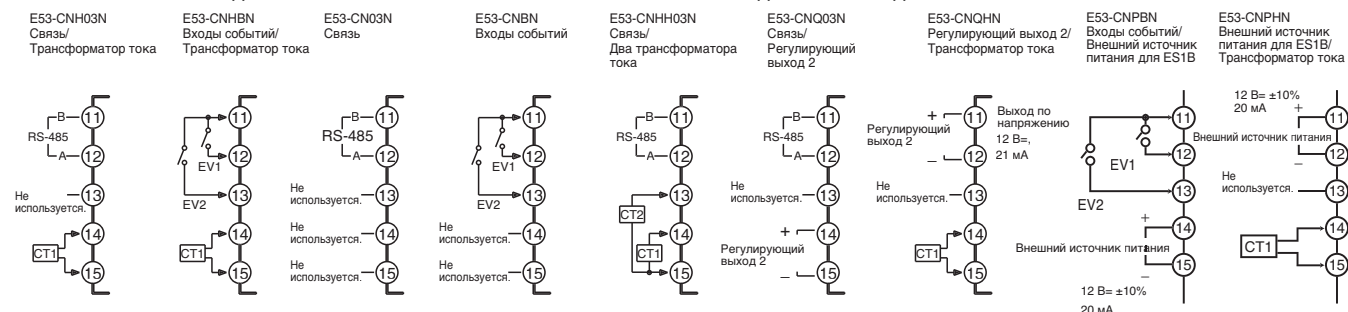 E53-CNH03N
Связь/
Трансформатор тока
B
11
RS-485
A
12
Не
используется.
13
14
CT1
15
E53-CNHBN
Входы событий/
Трансформатор тока
11
12
EV1
13
EV2
14
CT1
15
E53-CN03N
Связь
B
11
RS-485
A
12
Не
используется.
13
Не
используется.
14
Не
используется.
15
E53-CNBN
Входы событий
11
12
EV1
13
EV2
Не
используется.
14
Не
используется.
15
E53-CNHH03N
Связь/
Два трансформатора
тока
B
11
RS-485
A
12
13
CT2
14
CT1
15
E53-CNQ03N
Связь/
Регулирующий
выход 2
B
11
RS-485
A
12
Не
используется.
13
+
14
Регулирующий
выход 2
–
15
E53-CNQHN
Регулирующий выход 2/
Трансформатор тока
+
11
Выход по
напряжению
Регулирующий
выход 2
12 В=,
21 мА
–
12
Не
используется.
13
14
CT1
15
E53-CNPBN
Входы событий/
Внешний источник
питания для ES1B
11
12
EV1
13
EV2
+
14
Внешний источник питания
15
–
12 В= ±10%
20 мА
E53-CNPHN
Внешний источник
питания для ES1B/
Трансформатор тока
12 В= ±10%
20 мА
+
11
Внешний источник питания
12
–
Не
используется.
13
14
CT1
15